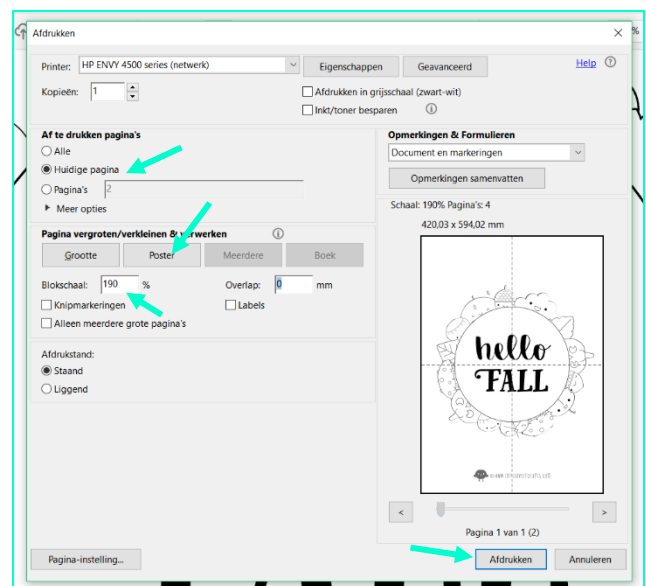 Afdrukken
Printer: HP ENVY 4500 series (netwerk) Eigenschappen Geavanceerd Help
Kopieën: 1 Afdrukken in grijsschaal (zwart-wit)
Inkt/toner besparen
Af te drukken pagina's
Alle
Huidige pagina
Pagina's 2
Meer opties
Pagina vergroten/verkleinen & verwerken
Grootte Poster Meerdere Boek
Blokschaal: 190 % Overlap: 0 mm
Knipmarkeringen Labels
Alleen meerdere grote pagina's
Afdrukstand:
Staand
Liggend
Opmerkingen & Formulieren
Document en markeringen
Opmerkingen samenvatten
Schaal: 190% Pagina's: 4
420,03 x 594,02 mm
hello
FALL
< >
Pagina 1 van 1 (2)
Pagina-instelling... Afdrukken Annuleren